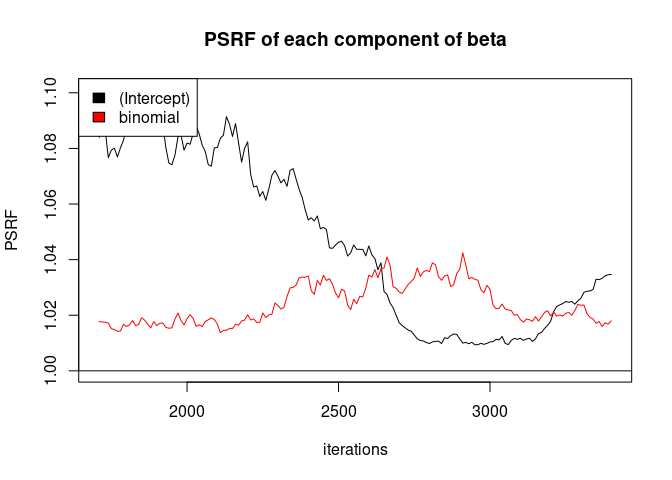 PSRF of each component of beta
(Intercept)
binomial
PSRF
1.10
1.08
1.06
1.04
1.02
1.00
2000 2500 3000
iterations